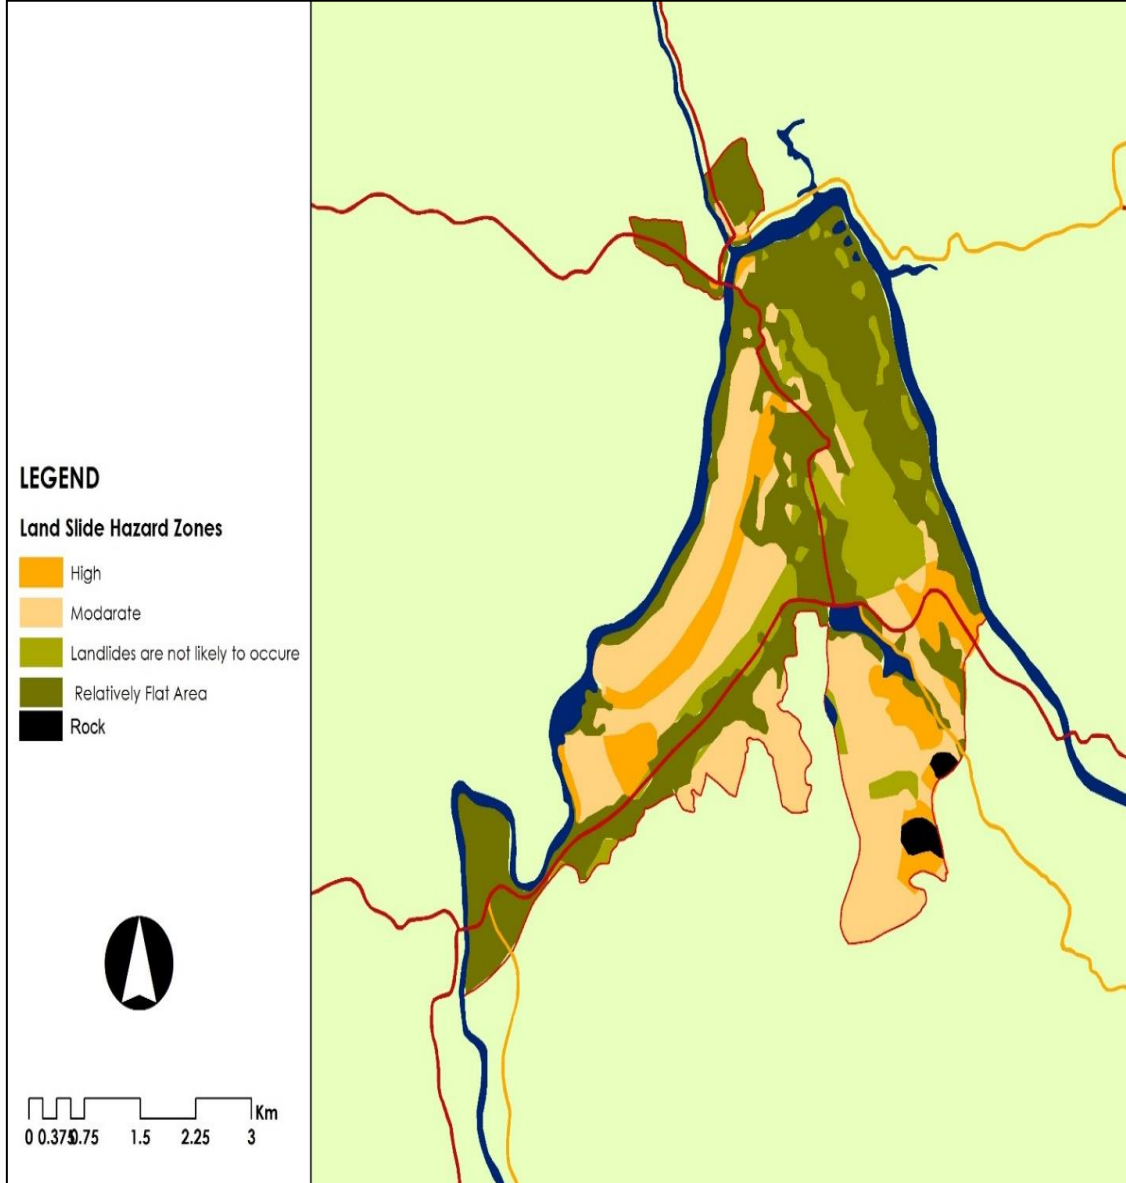 LEGEND
Land Slide Hazard Zones
High
Modarate
Landlides are not likely to occure
Relatively Flat Area
Rock
Km
0 0.375 0.75 1.5 2.25 3